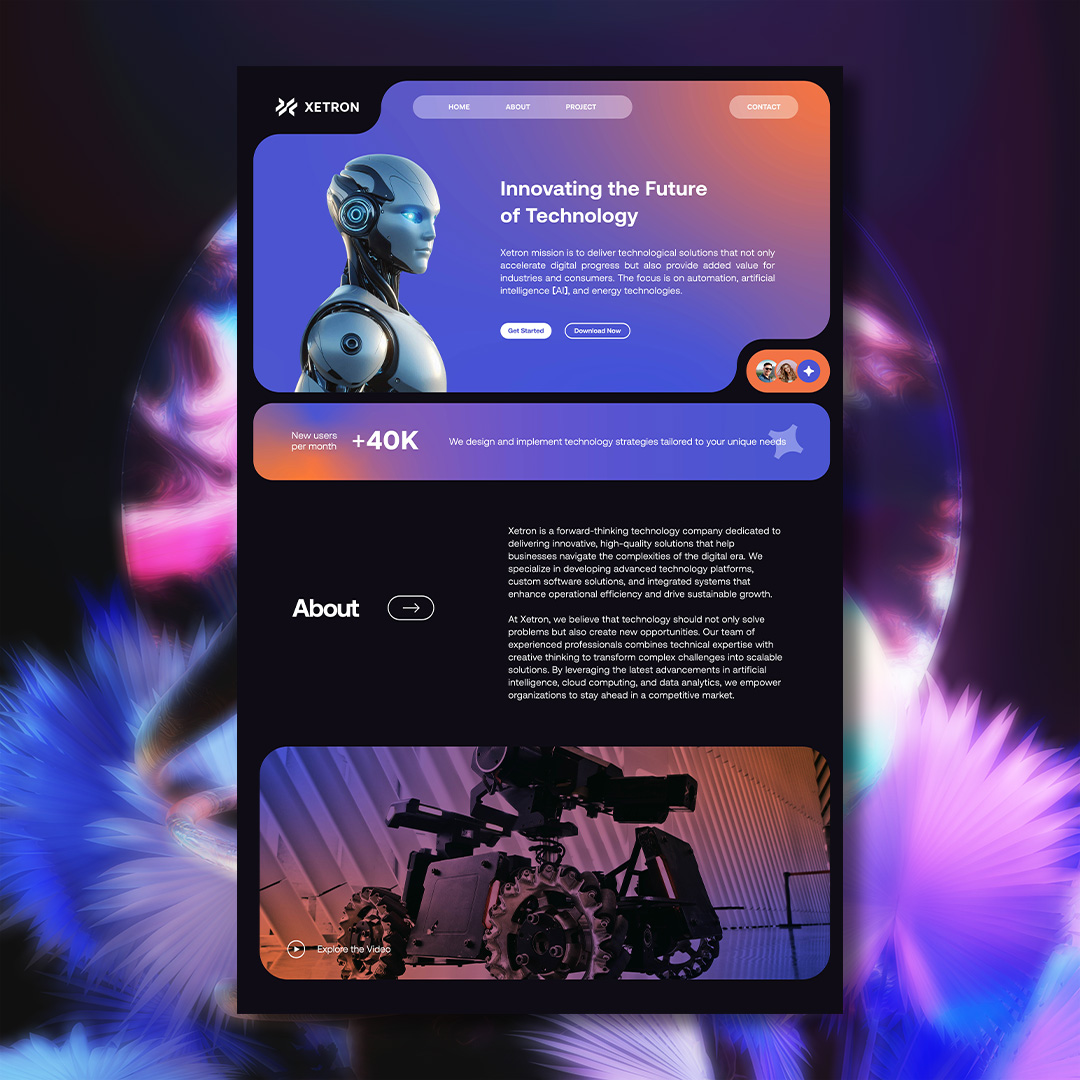 XETRON
HOME ABOUT PROJECT CONTACT
Innovating the Future
of Technology
Xetron mission is to deliver technological solutions that not only
accelerate digital progress but also provide added value for
industries and consumers. The focus is on automation, artificial
intelligence [AI], and energy technologies.
Get Started Download Now
New users
per month
+40K
We design and implement technology strategies tailored to your unique needs
About
Xetron is a forward-thinking technology company dedicated to
delivering innovative, high-quality solutions that help
businesses navigate the complexities of the digital era. We
specialize in developing advanced technology platforms,
custom software solutions, and integrated systems that
enhance operational efficiency and drive sustainable growth.
At Xetron, we believe that technology should not only solve
problems but also create new opportunities. Our team of
experienced professionals combines technical expertise with
creative thinking to transform complex challenges into scalable
solutions. By leveraging the latest advancements in artificial
intelligence, cloud computing, and data analytics, we empower
organizations to stay ahead in a competitive market.
Explore the Video